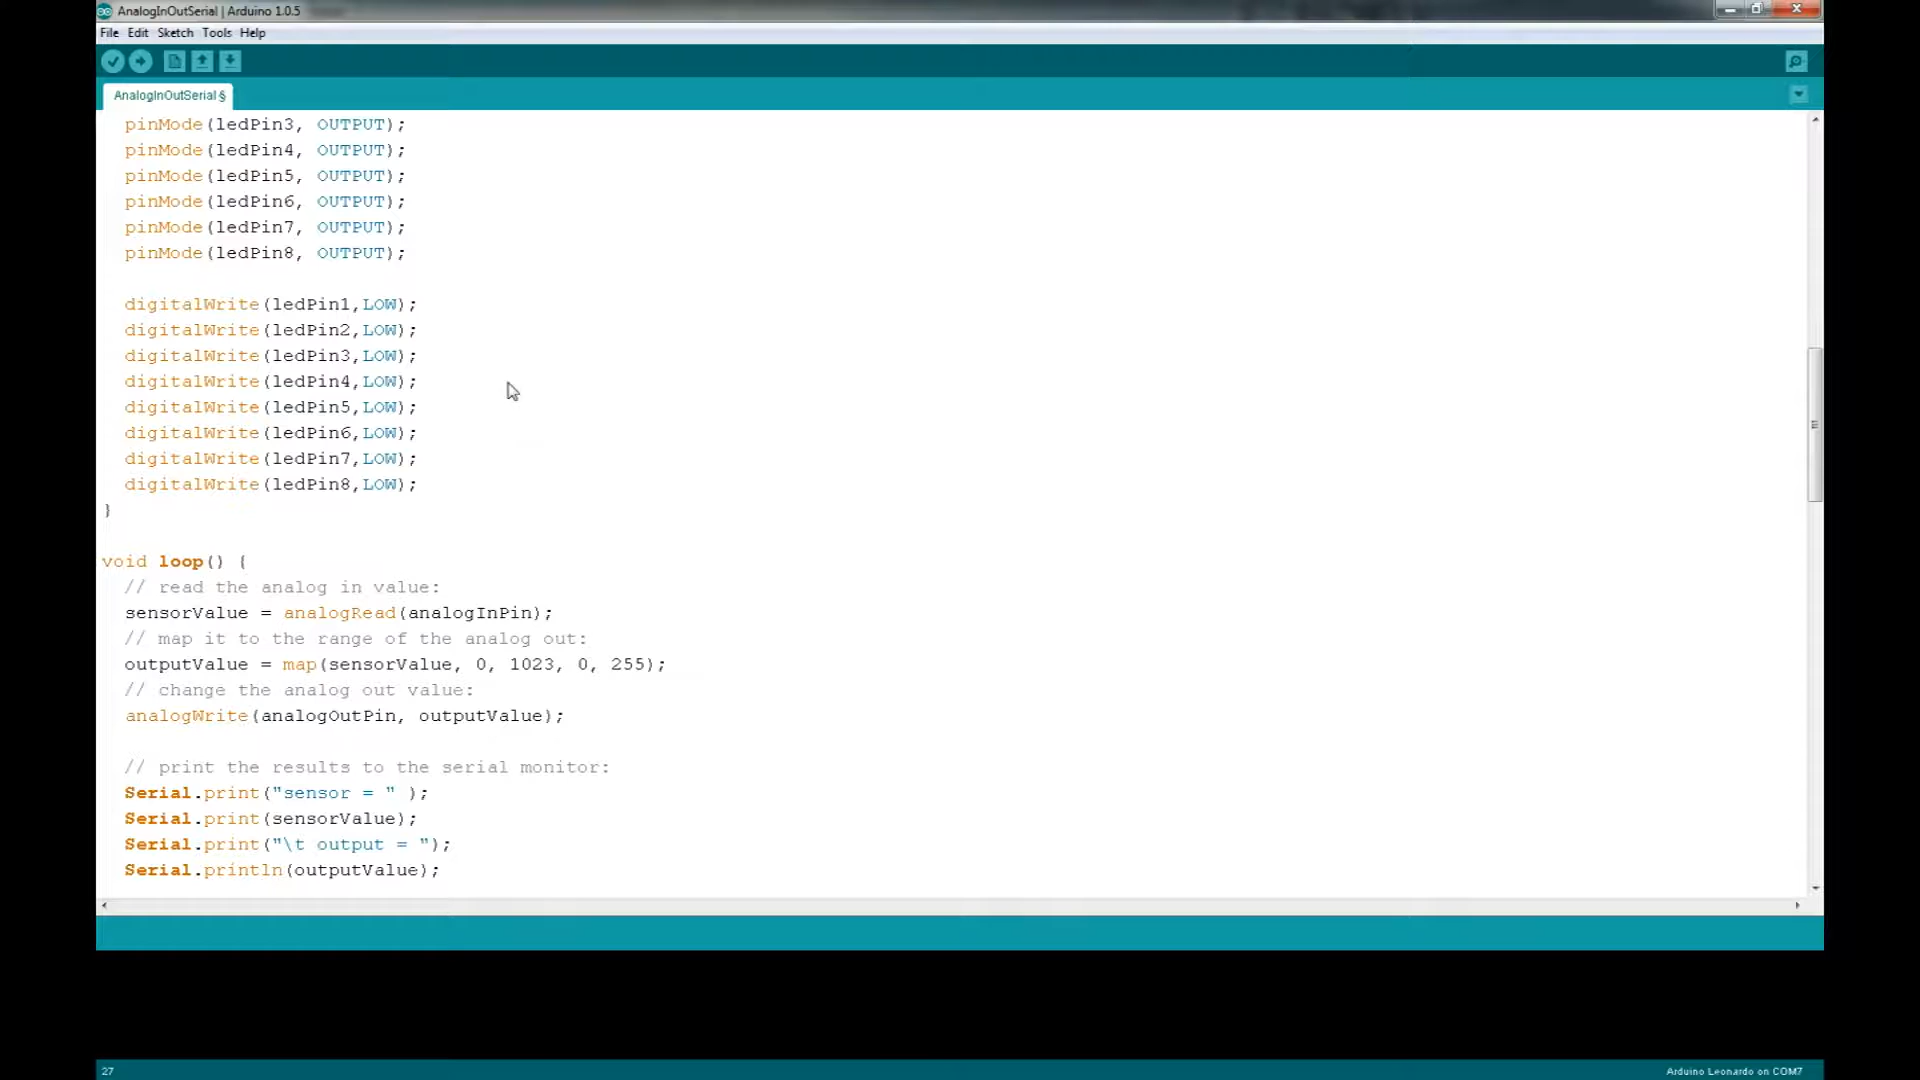 AnalogInOutSerial | Arduino 1.0.5
File Edit Sketch Tools Help
AnalogInOutSerial §
pinMode(ledPin3, OUTPUT);
pinMode(ledPin4, OUTPUT);
pinMode(ledPin5, OUTPUT);
pinMode(ledPin6, OUTPUT);
pinMode(ledPin7, OUTPUT);
pinMode(ledPin8, OUTPUT);
digitalWrite(ledPin1,LOW);
digitalWrite(ledPin2,LOW);
digitalWrite(ledPin3,LOW);
digitalWrite(ledPin4,LOW);
digitalWrite(ledPin5,LOW);
digitalWrite(ledPin6,LOW);
digitalWrite(ledPin7,LOW);
digitalWrite(ledPin8,LOW);
}
void loop() {
// read the analog in value:
sensorValue = analogRead(analogInPin);
// map it to the range of the analog out:
outputValue = map(sensorValue, 0, 1023, 0, 255);
// change the analog out value:
analogWrite(analogOutPin, outputValue);
// print the results to the serial monitor:
Serial.print("sensor = " );
Serial.print(sensorValue);
Serial.print("\t output = ");
Serial.println(outputValue);
27
Arduino Leonardo on COM7